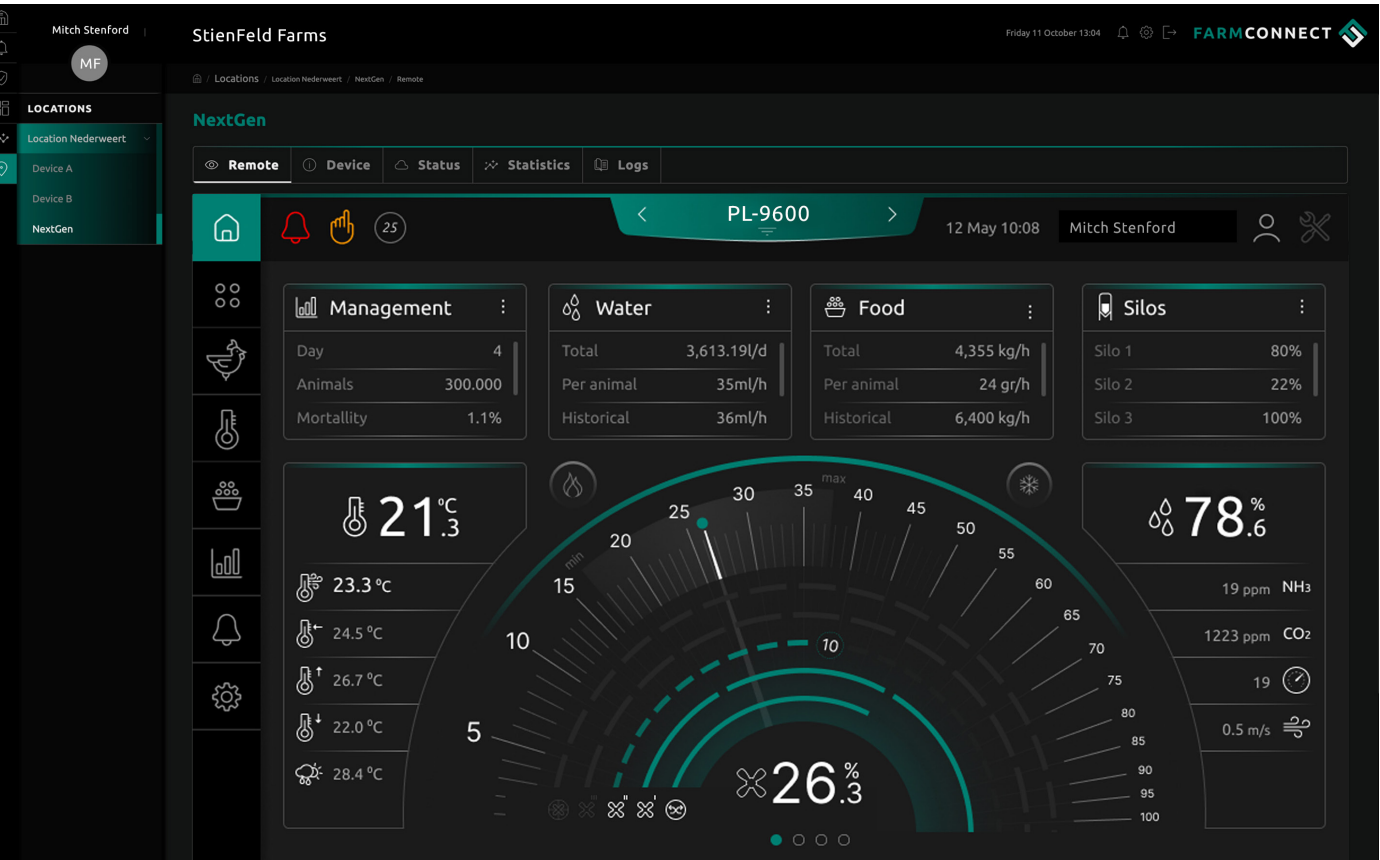 Mitch Stenford
MF
StienFeld Farms
Friday 11 October 13:04
FARMCONNECT
/ Locations / Location Nederweert / NextGen / Remote
LOCATIONS
Location Nederweert
Device A
Device B
NextGen
NextGen
Remote Device Status Statistics Logs
25
PL-9600
12 May 10:08
Mitch Stenford
Management
Day 4
Animals 300.000
Mortallity 1.1%
Water
Total 3,613.19l/d
Per animal 35ml/h
Historical 36ml/h
Food
Total 4,355 kg/h
Per animal 24 gr/h
Historical 6,400 kg/h
Silos
Silo 1 80%
Silo 2 22%
Silo 3 100%
21.3 °C
23.3 °C
24.5 °C
26.7 °C
22.0 °C
28.4 °C
min
max
5
10
15
20
25
30
35
40
45
50
55
60
65
70
75
80
85
90
95
100
10
26.3 %
78.6 %
19 ppm NH3
1223 ppm CO2
19
0.5 m/s